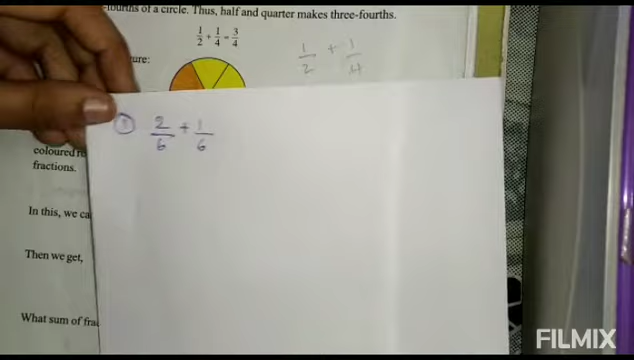 -fourths of a circle. Thus, half and quarter makes three-fourths.
1/2 + 1/4 = 3/4
1/2 + 1/4
ure:
① 2/6 + 1/6
coloured
fractions.
In this, we ca
Then we get,
What sum of fra
FILMIX